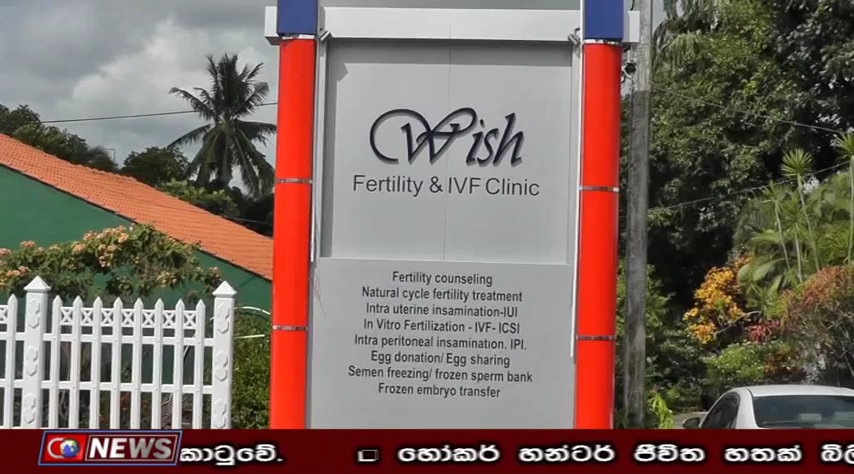 Wish
Fertility & IVF Clinic
Fertility counseling
Natural cycle fertility treatment
Intra uterine insamination-IUI
In Vitro Fertilization - IVF- ICSI
Intra peritoneal insamination. IPI.
Egg donation/ Egg sharing
Semen freezing/ frozen sperm bank
Frozen embryo transfer
NEWS කාටුවේ. හෝකර් හන්ටර් ජීවිත හතක්